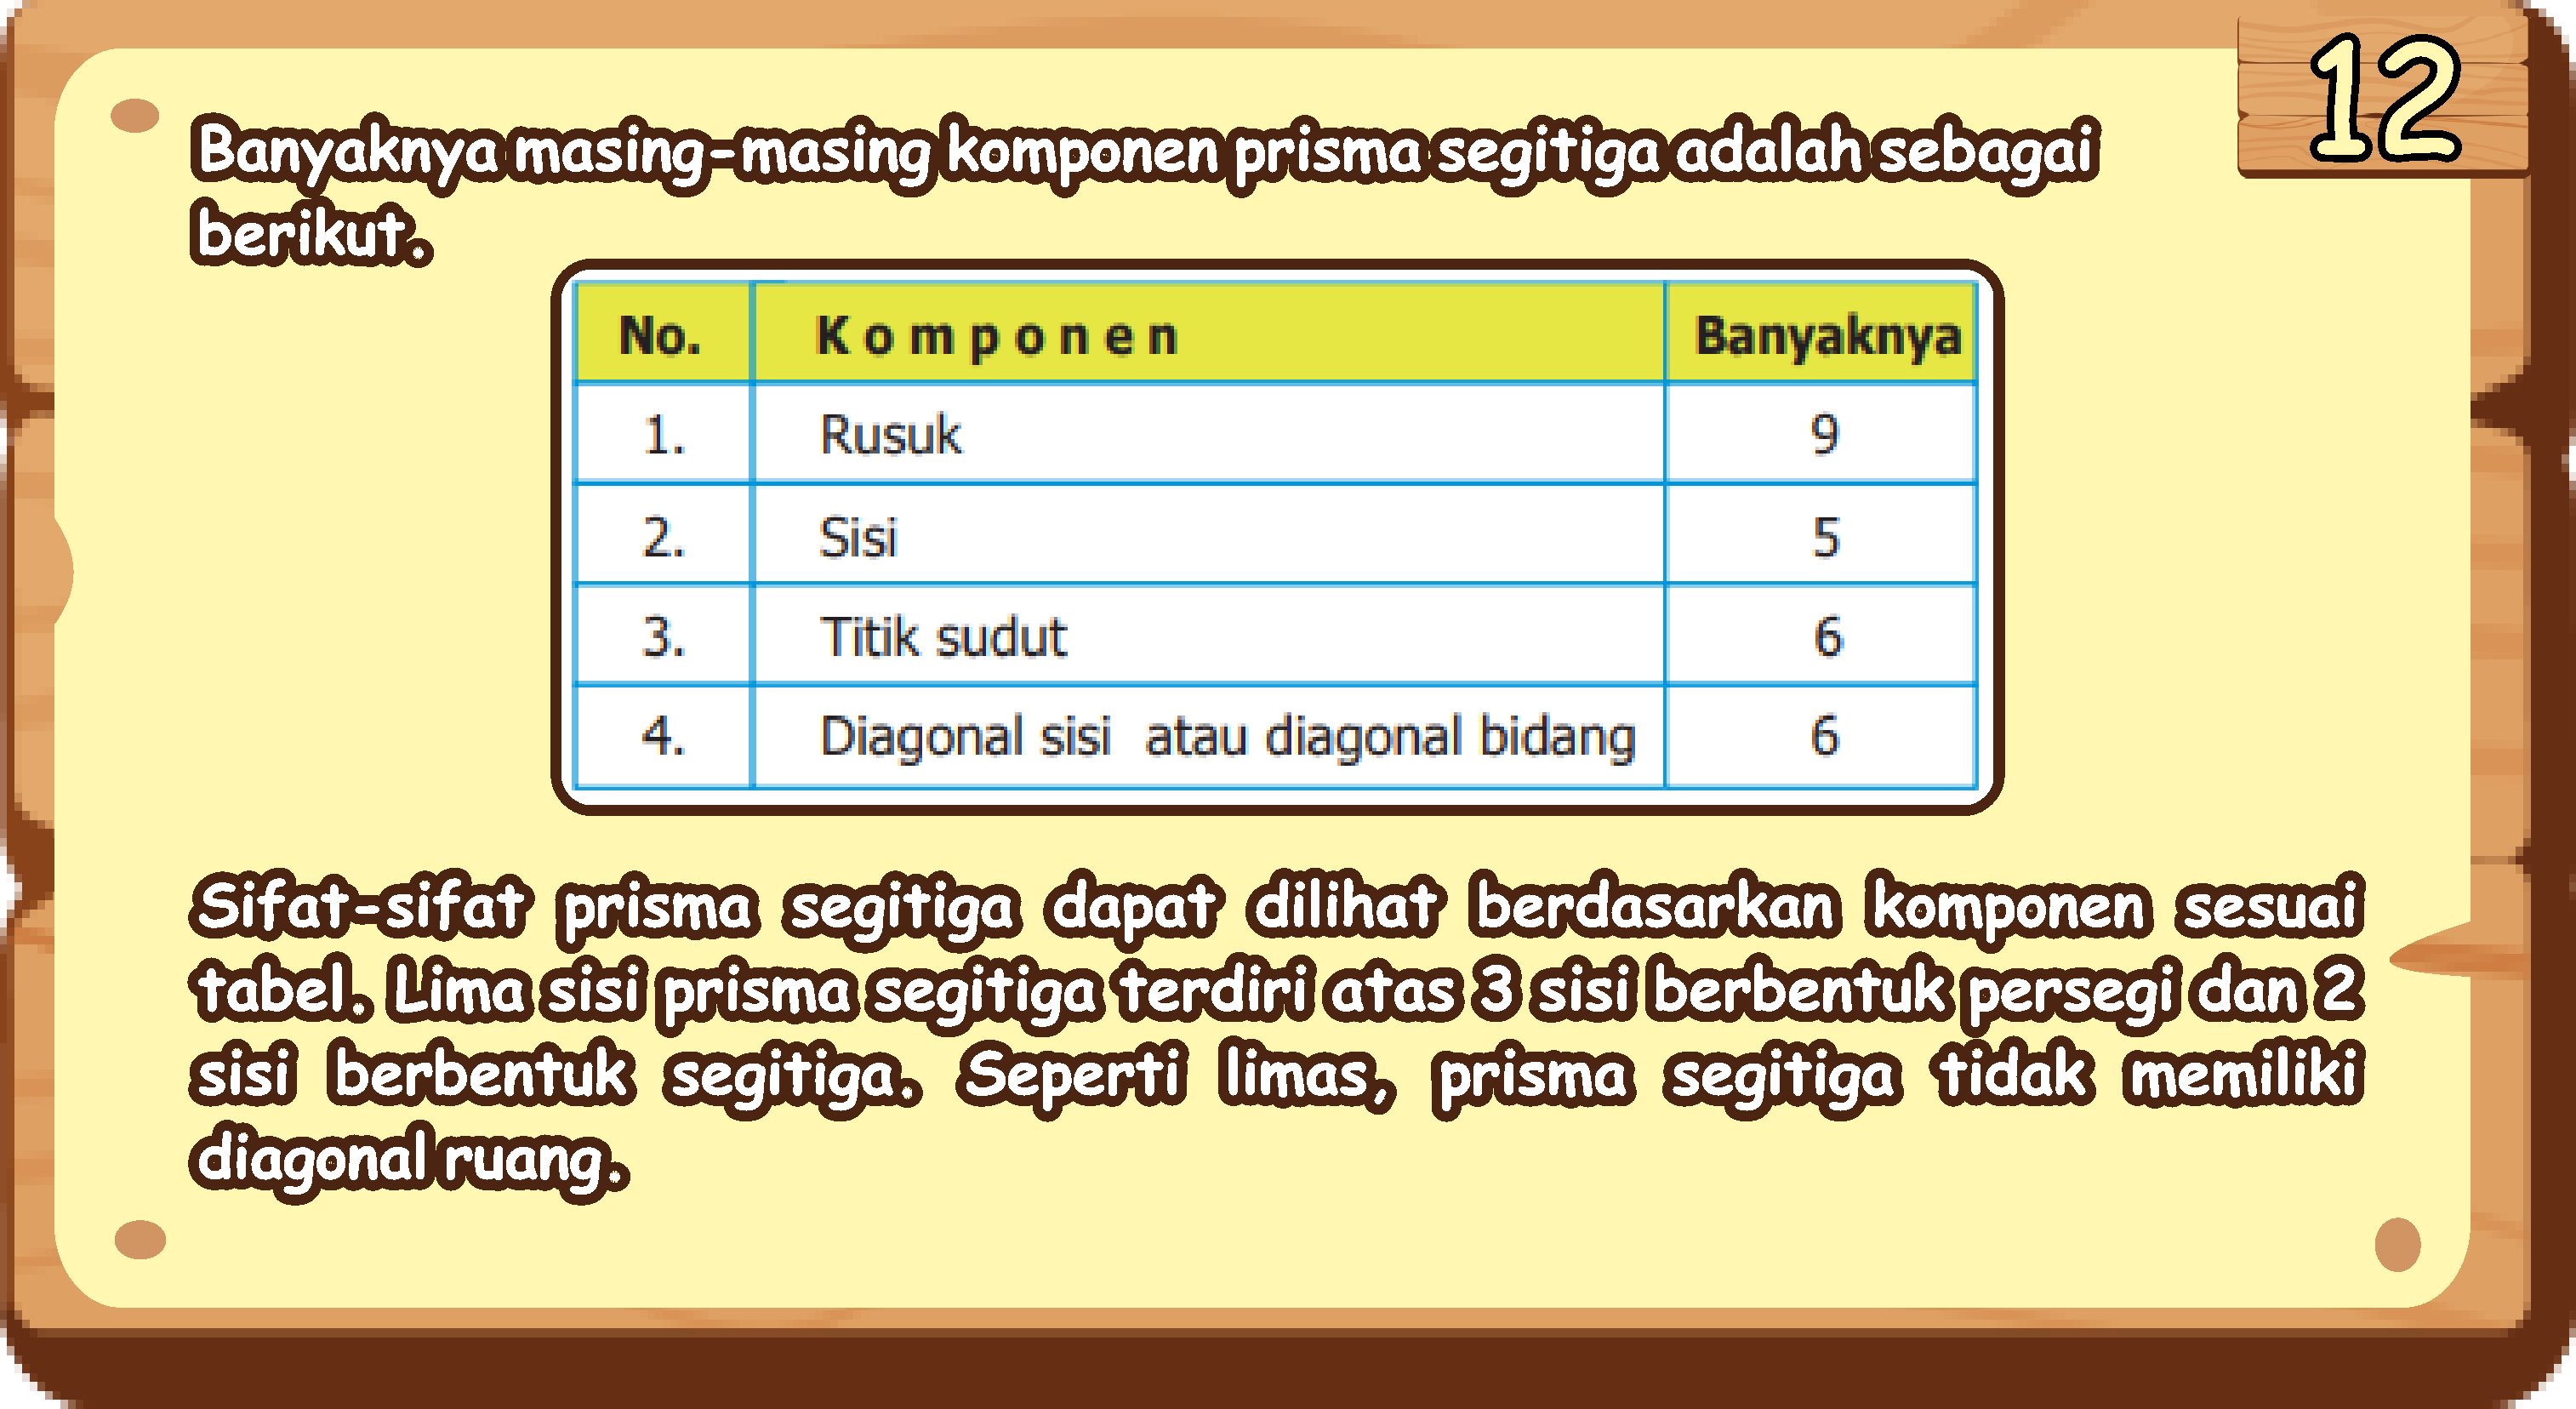 12
Banyaknya masing-masing komponen prisma segitiga adalah sebagai
berikut.
No. Komponen Banyaknya
1. Rusuk 9
2. Sisi 5
3. Titik sudut 6
4. Diagonal sisi atau diagonal bidang 6
Sifat-sifat prisma segitiga dapat dilihat berdasarkan komponen sesuai
tabel. Lima sisi prisma segitiga terdiri atas 3 sisi berbentuk persegi dan 2
sisi berbentuk segitiga. Seperti limas, prisma segitiga tidak memiliki
diagonal ruang.